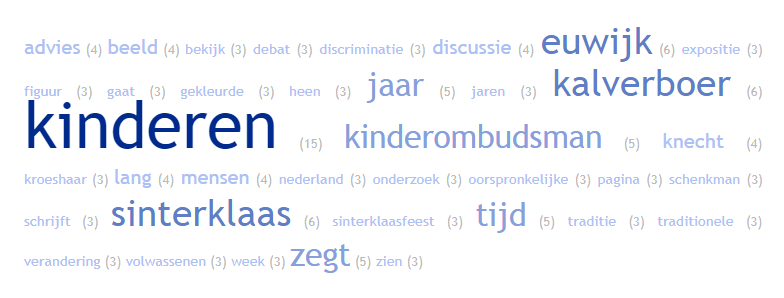 advies (4) beeld (4) bekijk (3) debat (3) discriminatie (3) discussie (4) euwijk (6) expositie (3)
figuur (3) gaat (3) gekleurde (3) heen (3) jaar (5) jaren (3) kalverboer (6)
kinderen (15) kinderombudsman (5) knecht (4)
kroeshaar (3) lang (4) mensen (4) nederland (3) onderzoek (3) oorspronkelijke (3) pagina (3) schenkman (3)
schrijft (3) sinterklaas (6) sinterklaasfeest (3) tijd (5) traditie (3) traditionele (3)
verandering (3) volwassenen (3) week (3) zegt (5) zien (3)